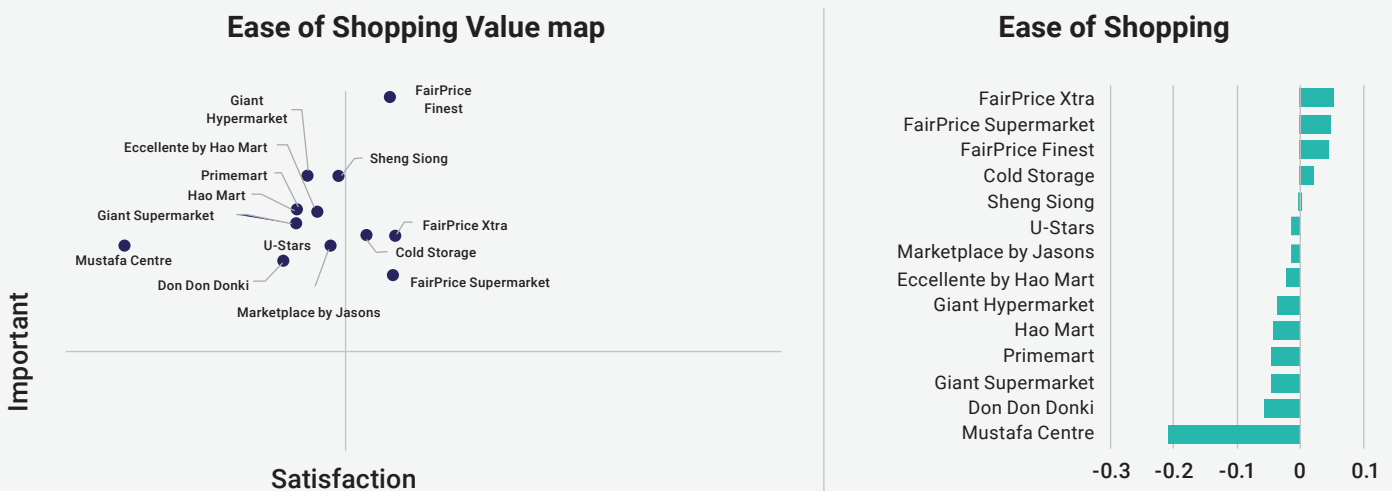 Ease of Shopping Value map
FairPrice
Finest
Giant
Hypermarket
Eccellente by Hao Mart
Sheng Siong
Primemart
Hao Mart
Giant Supermarket
FairPrice Xtra
U-Stars
Cold Storage
Mustafa Centre
Don Don Donki
FairPrice Supermarket
Marketplace by Jasons
Important
Satisfaction
Ease of Shopping
FairPrice Xtra
FairPrice Supermarket
FairPrice Finest
Cold Storage
Sheng Siong
U-Stars
Marketplace by Jasons
Eccellente by Hao Mart
Giant Hypermarket
Hao Mart
Primemart
Giant Supermarket
Don Don Donki
Mustafa Centre
-0.3 -0.2 -0.1 0 0.1